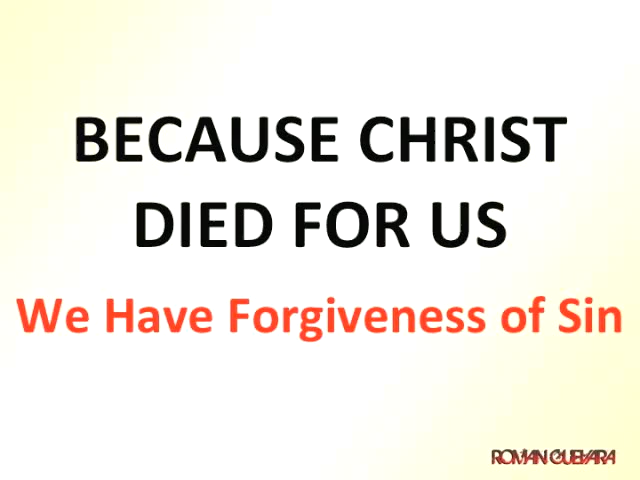 BECAUSE CHRIST
DIED FOR US
We Have Forgiveness of Sin
ROMAN GUEVARA